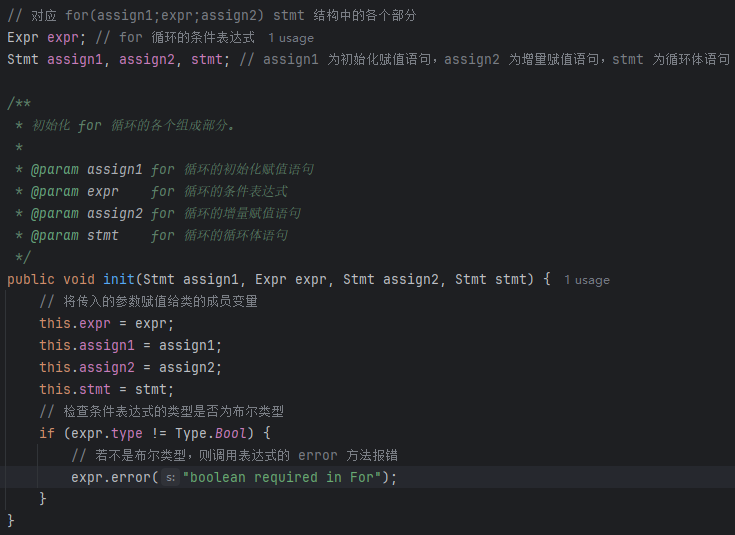 // 对应 for(assign1;expr;assign2) stmt 结构中的各个部分
Expr expr; // for 循环的条件表达式 1 usage
Stmt assign1, assign2, stmt; // assign1 为初始化赋值语句，assign2 为增量赋值语句，stmt 为循环体语句
/**
 * 初始化 for 循环的各个组成部分。
 *
 * @param assign1 for 循环的初始化赋值语句
 * @param expr    for 循环的条件表达式
 * @param assign2 for 循环的增量赋值语句
 * @param stmt    for 循环的循环体语句
 */
public void init(Stmt assign1, Expr expr, Stmt assign2, Stmt stmt) { 1 usage
    // 将传入的参数赋值给类的成员变量
    this.expr = expr;
    this.assign1 = assign1;
    this.assign2 = assign2;
    this.stmt = stmt;
    // 检查条件表达式的类型是否为布尔类型
    if (expr.type != Type.Bool) {
        // 若不是布尔类型，则调用表达式的 error 方法报错
        expr.error( s: "boolean required in For");
    }
}